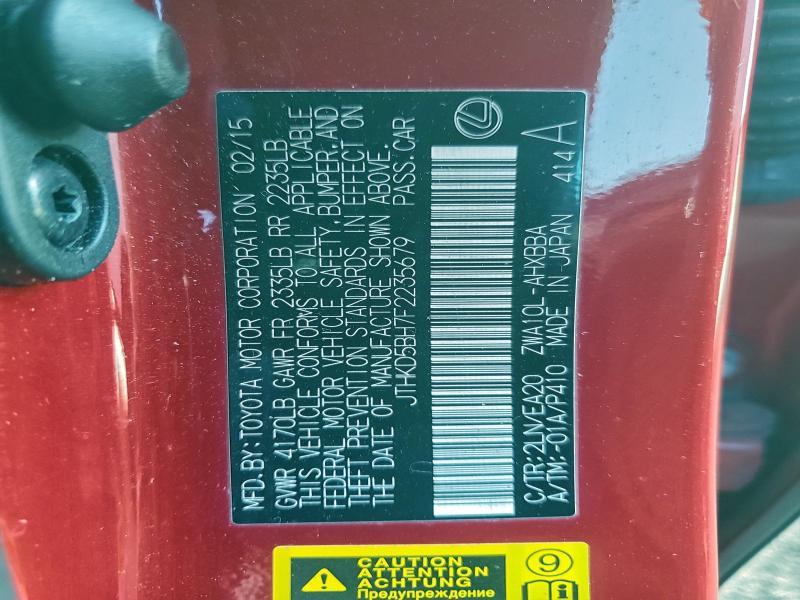 MFD. BY: TOYOTA MOTOR CORPORATION 02/15
GVWR 4170LB GAWR FR 2335LB RR 2235LB
THIS VEHICLE CONFORMS TO ALL APPLICABLE
FEDERAL MOTOR VEHICLE SAFETY, BUMPER, AND
THEFT PREVENTION STANDARDS IN EFFECT ON
THE DATE OF MANUFACTURE SHOWN ABOVE.
JTHKD5BH7F2235679 PASS. CAR
C/TR: 2LN/EA20 ZWA10L-AHXBBA
A/TM: -01A/P410 MADE IN JAPAN 414 A
CAUTION
ATTENTION
ACHTUNG
Предупреждение
9